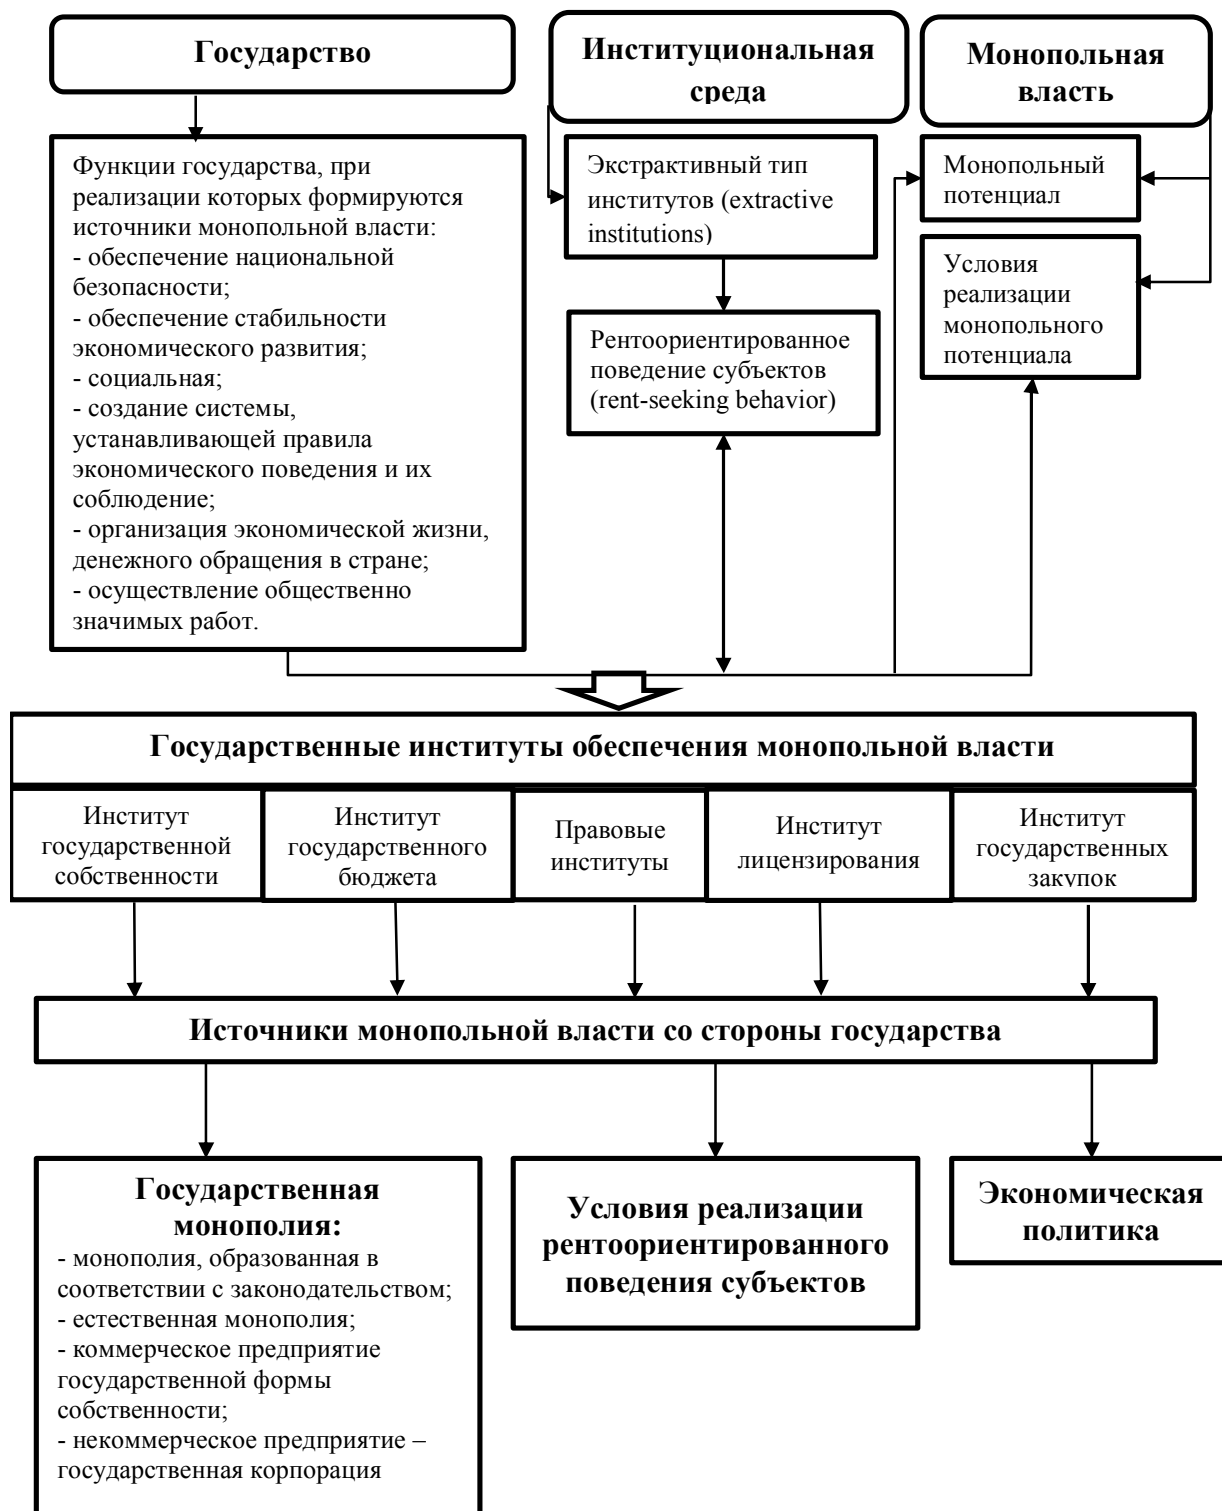 Государство
Институциональная
среда
Монопольная
власть
Функции государства, при
реализации которых формируются
источники монопольной власти:
- обеспечение национальной
безопасности;
- обеспечение стабильности
экономического развития;
- социальная;
- создание системы,
устанавливающей правила
экономического поведения и их
соблюдение;
- организация экономической жизни,
денежного обращения в стране;
- осуществление общественно
значимых работ.
Экстрактивный тип
институтов (extractive
institutions)
Рентоориентированное
поведение субъектов
(rent-seeking behavior)
Монопольный
потенциал
Условия
реализации
монопольного
потенциала
Государственные институты обеспечения монопольной власти
Институт
государственной
собственности
Институт
государственного
бюджета
Правовые
институты
Институт
лицензирования
Институт
государственных
закупок
Источники монопольной власти со стороны государства
Государственная
монополия:
- монополия, образованная в
соответствии с законодательством;
- естественная монополия;
- коммерческое предприятие
государственной формы
собственности;
- некоммерческое предприятие –
государственная корпорация
Условия реализации
рентоориентированного
поведения субъектов
Экономическая
политика